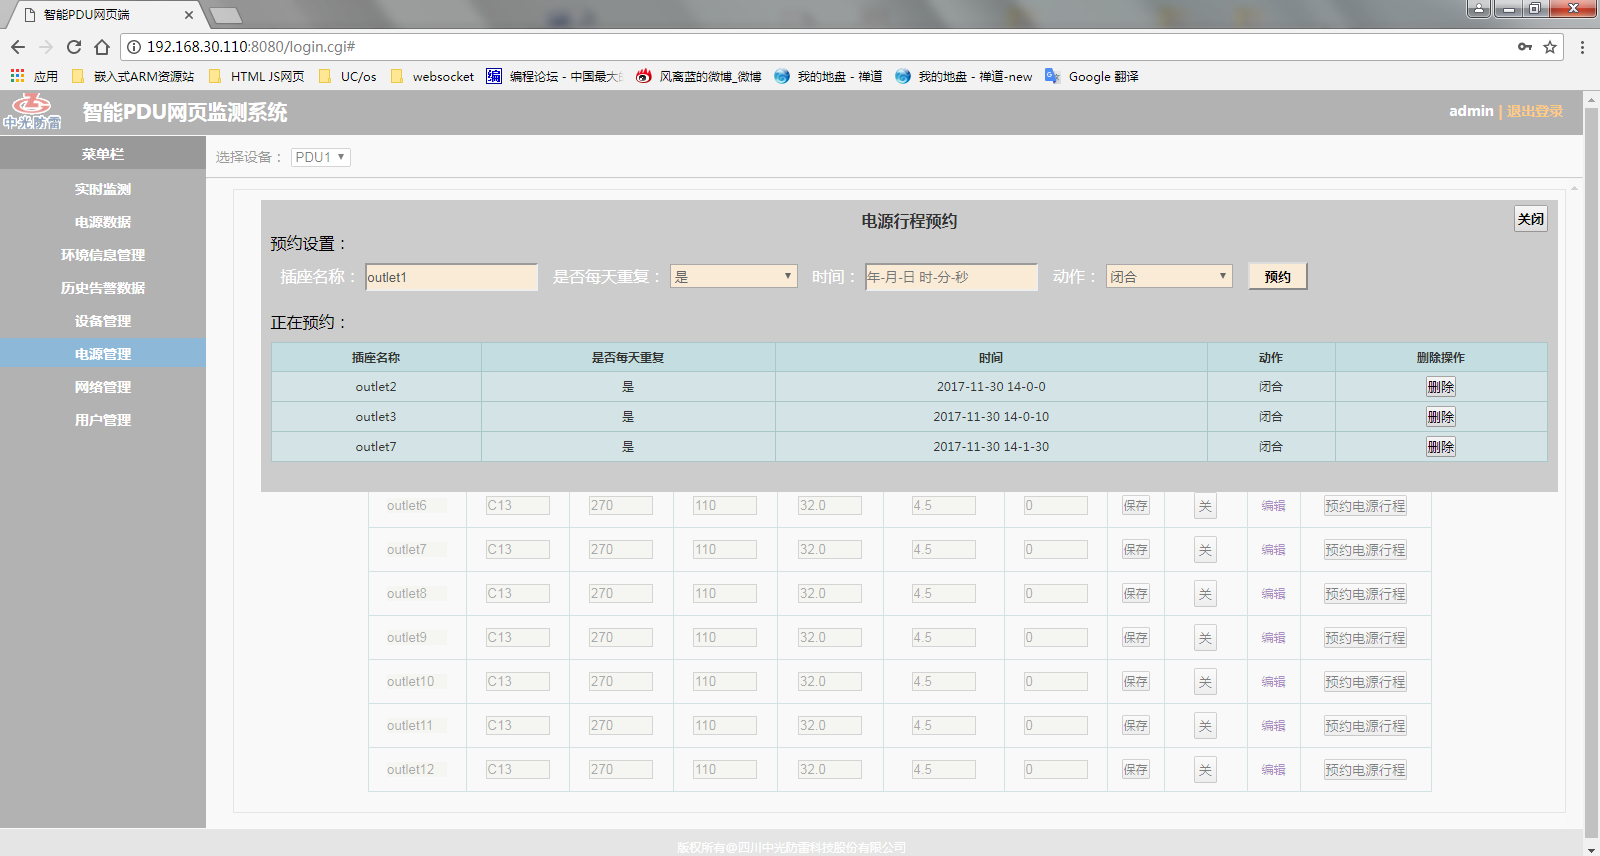 智能PDU网页端
192.168.30.110:8080/login.cgi#
应用 嵌入式ARM资源站 HTML JS网页 UC/os websocket 编程论坛 - 中国最大 风离蓝的微博_微博 我的地盘 - 禅道 我的地盘 - 禅道-new Google 翻译
中光防雷 智能PDU网页监测系统 admin | 退出登录
菜单栏
实时监测
电源数据
环境信息管理
历史告警数据
设备管理
电源管理
网络管理
用户管理
选择设备： PDU1
电源行程预约 关闭
预约设置：
插座名称： outlet1 是否每天重复： 是 时间： 年-月-日 时-分-秒 动作： 闭合 预约
正在预约：
插座名称 是否每天重复 时间 动作 删除操作
outlet2 是 2017-11-30 14-0-0 闭合 删除
outlet3 是 2017-11-30 14-0-10 闭合 删除
outlet7 是 2017-11-30 14-1-30 闭合 删除
outlet6 C13 270 110 32.0 4.5 0 保存 关 编辑 预约电源行程
outlet7 C13 270 110 32.0 4.5 0 保存 关 编辑 预约电源行程
outlet8 C13 270 110 32.0 4.5 0 保存 关 编辑 预约电源行程
outlet9 C13 270 110 32.0 4.5 0 保存 关 编辑 预约电源行程
outlet10 C13 270 110 32.0 4.5 0 保存 关 编辑 预约电源行程
outlet11 C13 270 110 32.0 4.5 0 保存 关 编辑 预约电源行程
outlet12 C13 270 110 32.0 4.5 0 保存 关 编辑 预约电源行程
版权所有@四川中光防雷科技股份有限公司